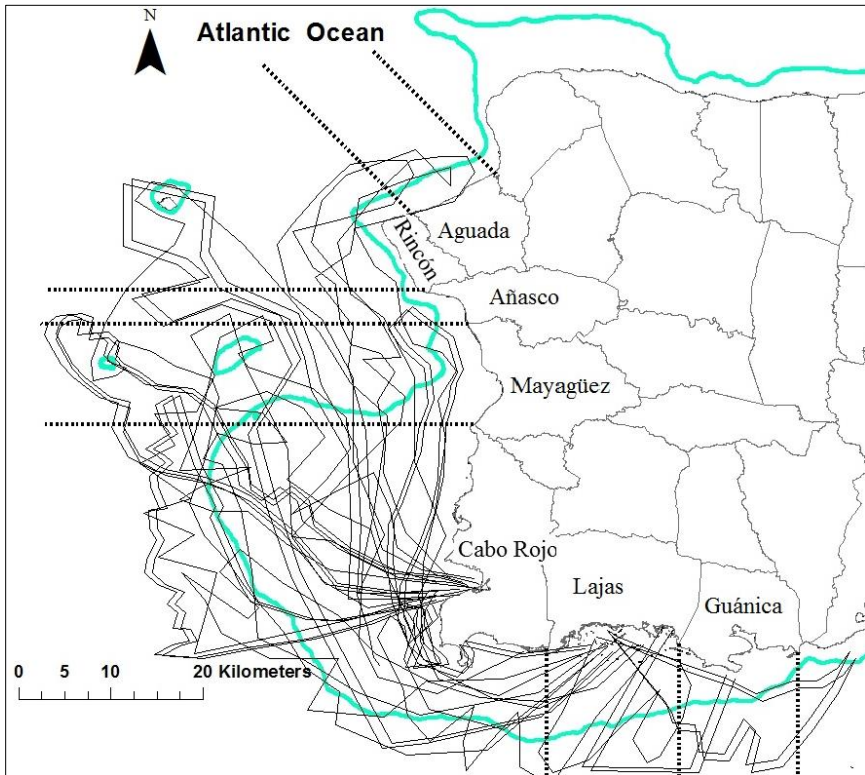 N
Atlantic Ocean
Aguada
Rincón
Añasco
Mayagüez
Cabo Rojo
Lajas
Guánica
0 5 10 20 Kilometers